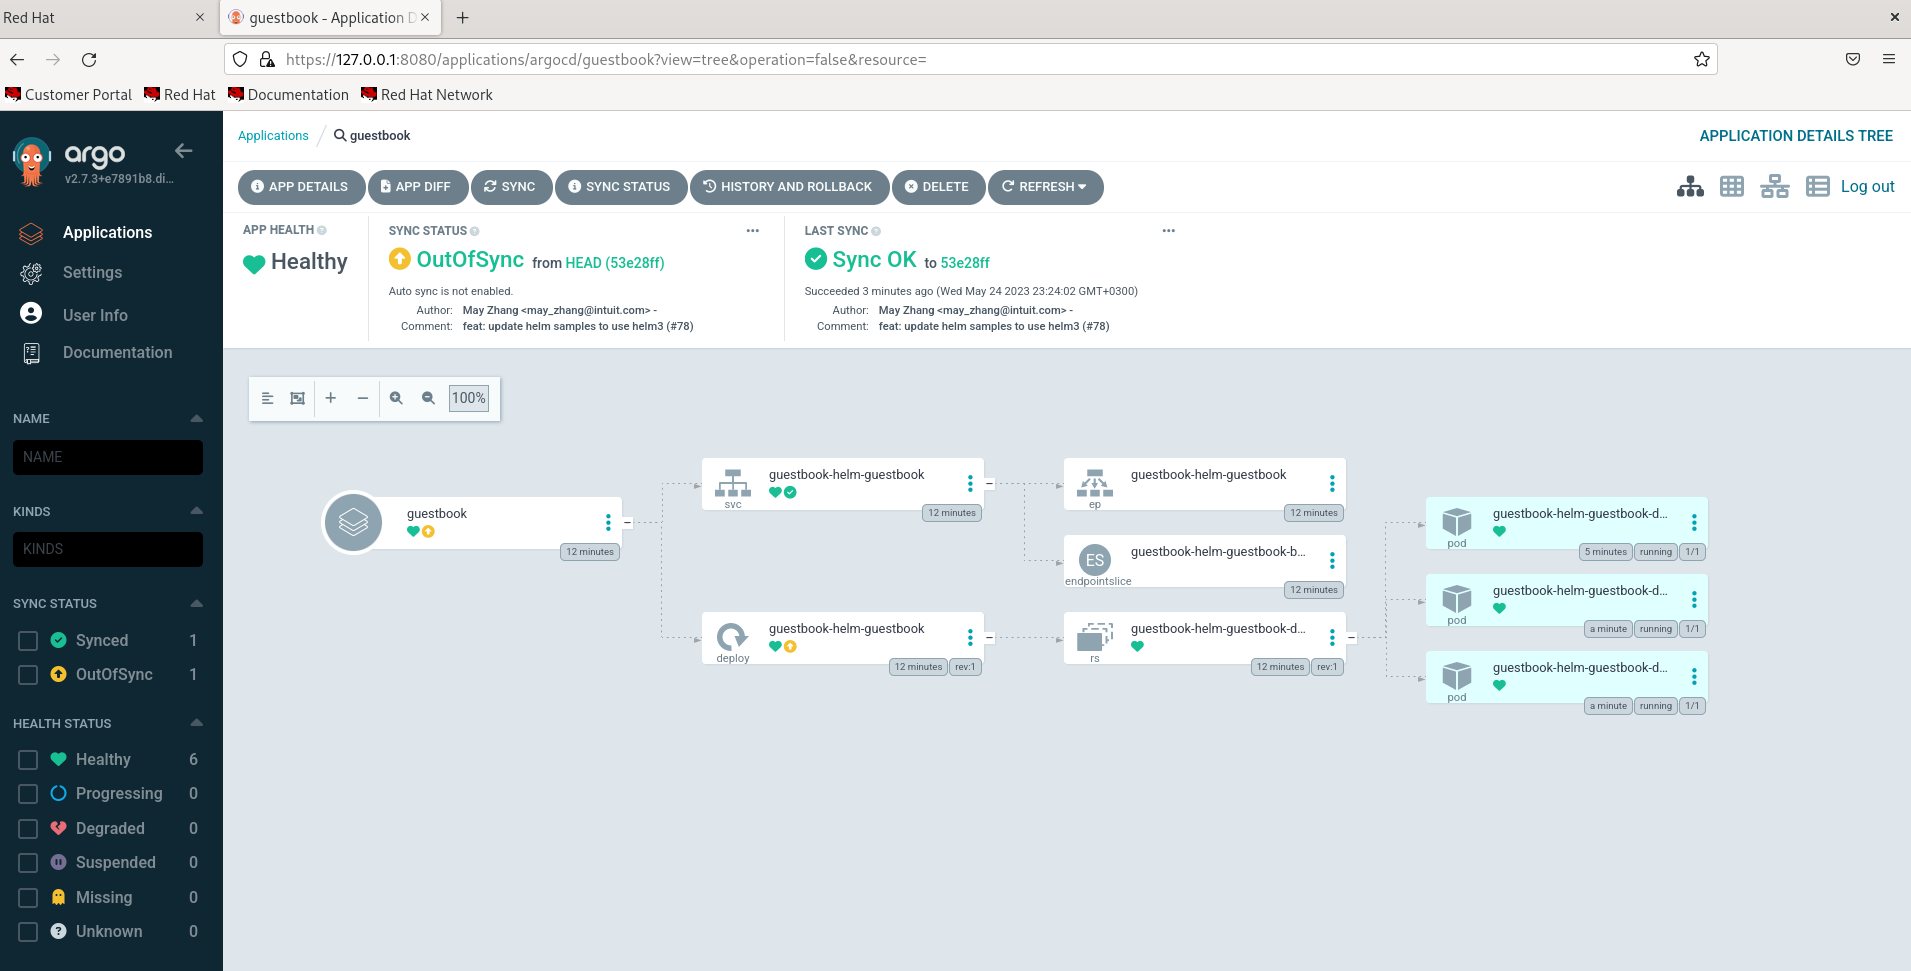 Red Hat
guestbook - Application D
https://127.0.0.1:8080/applications/argocd/guestbook?view=tree&operation=false&resource=
Customer Portal Red Hat Documentation Red Hat Network
argo
v2.7.3+e7891b8.di...
Applications
Settings
User Info
Documentation
NAME
NAME
KINDS
KINDS
SYNC STATUS
Synced 1
OutOfSync 1
HEALTH STATUS
Healthy 6
Progressing 0
Degraded 0
Suspended 0
Missing 0
Unknown 0
Applications / guestbook
APPLICATION DETAILS TREE
APP DETAILS APP DIFF SYNC SYNC STATUS HISTORY AND ROLLBACK DELETE REFRESH
Log out
APP HEALTH
Healthy
SYNC STATUS
OutOfSync from HEAD (53e28ff)
Auto sync is not enabled.
Author: May Zhang <may_zhang@intuit.com> -
Comment: feat: update helm samples to use helm3 (#78)
LAST SYNC
Sync OK to 53e28ff
Succeeded 3 minutes ago (Wed May 24 2023 23:24:02 GMT+0300)
Author: May Zhang <may_zhang@intuit.com> -
Comment: feat: update helm samples to use helm3 (#78)
100%
guestbook
12 minutes
guestbook-helm-guestbook
svc
12 minutes
guestbook-helm-guestbook
deploy
12 minutes rev:1
guestbook-helm-guestbook
ep
12 minutes
ES
guestbook-helm-guestbook-b...
endpointslice
12 minutes
guestbook-helm-guestbook-d...
rs
12 minutes rev:1
guestbook-helm-guestbook-d...
pod
5 minutes running 1/1
guestbook-helm-guestbook-d...
pod
a minute running 1/1
guestbook-helm-guestbook-d...
pod
a minute running 1/1